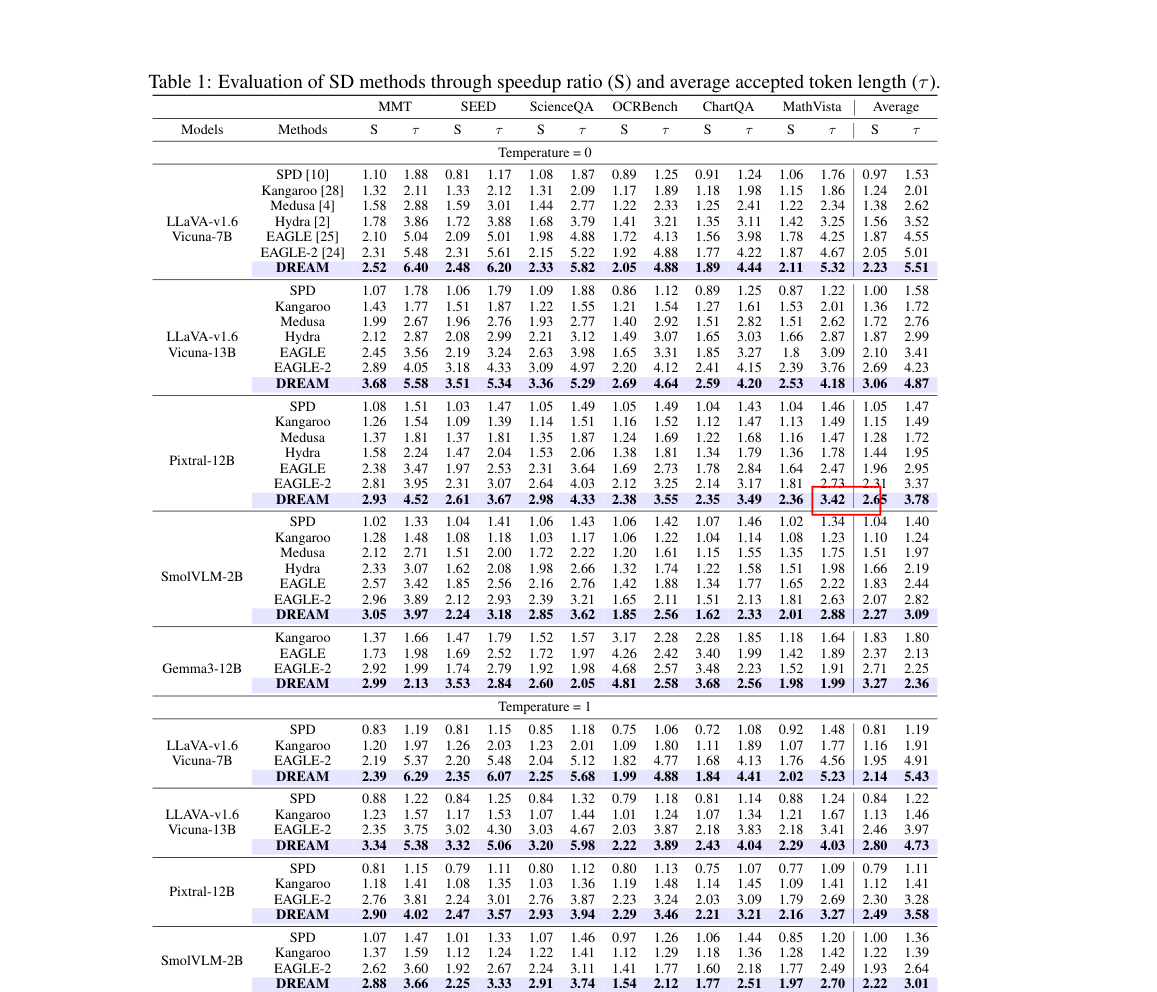 Table 1: Evaluation of SD methods through speedup ratio (S) and average accepted token length (τ).
MMT SEED ScienceQA OCRBench ChartQA MathVista Average
Models Methods S τ S τ S τ S τ S τ S τ S τ
Temperature = 0
SPD [10] 1.10 1.88 0.81 1.17 1.08 1.87 0.89 1.25 0.91 1.24 1.06 1.76 0.97 1.53
Kangaroo [28] 1.32 2.11 1.33 2.12 1.31 2.09 1.17 1.89 1.18 1.98 1.15 1.86 1.24 2.01
Medusa [4] 1.58 2.88 1.59 3.01 1.44 2.77 1.22 2.33 1.25 2.41 1.22 2.34 1.38 2.62
LLaVA-v1.6 Hydra [2] 1.78 3.86 1.72 3.88 1.68 3.79 1.41 3.21 1.35 3.11 1.42 3.25 1.56 3.52
Vicuna-7B EAGLE [25] 2.10 5.04 2.09 5.01 1.98 4.88 1.72 4.13 1.56 3.98 1.78 4.25 1.87 4.55
EAGLE-2 [24] 2.31 5.48 2.31 5.61 2.15 5.22 1.92 4.88 1.77 4.22 1.87 4.67 2.05 5.01
DREAM 2.52 6.40 2.48 6.20 2.33 5.82 2.05 4.88 1.89 4.44 2.11 5.32 2.23 5.51
SPD 1.07 1.78 1.06 1.79 1.09 1.88 0.86 1.12 0.89 1.25 0.87 1.22 1.00 1.58
Kangaroo 1.43 1.77 1.51 1.87 1.22 1.55 1.21 1.54 1.27 1.61 1.53 2.01 1.36 1.72
Medusa 1.99 2.67 1.96 2.76 1.93 2.77 1.40 2.92 1.51 2.82 1.51 2.62 1.72 2.76
LLaVA-v1.6 Hydra 2.12 2.87 2.08 2.99 2.21 3.12 1.49 3.07 1.65 3.03 1.66 2.87 1.87 2.99
Vicuna-13B EAGLE 2.45 3.56 2.19 3.24 2.63 3.98 1.65 3.31 1.85 3.27 1.8 3.09 2.10 3.41
EAGLE-2 2.89 4.05 3.18 4.33 3.09 4.97 2.20 4.12 2.41 4.15 2.39 3.76 2.69 4.23
DREAM 3.68 5.58 3.51 5.34 3.36 5.29 2.69 4.64 2.59 4.20 2.53 4.18 3.06 4.87
SPD 1.08 1.51 1.03 1.47 1.05 1.49 1.05 1.49 1.04 1.43 1.04 1.46 1.05 1.47
Kangaroo 1.26 1.54 1.09 1.39 1.14 1.51 1.16 1.52 1.12 1.47 1.13 1.49 1.15 1.49
Medusa 1.37 1.81 1.37 1.81 1.35 1.87 1.24 1.69 1.22 1.68 1.16 1.47 1.28 1.72
Pixtral-12B Hydra 1.58 2.24 1.47 2.04 1.53 2.06 1.38 1.81 1.34 1.79 1.36 1.78 1.44 1.95
EAGLE 2.38 3.47 1.97 2.53 2.31 3.64 1.69 2.73 1.78 2.84 1.64 2.47 1.96 2.95
EAGLE-2 2.81 3.95 2.31 3.07 2.64 4.03 2.12 3.25 2.14 3.17 1.81 2.73 2.31 3.37
DREAM 2.93 4.52 2.61 3.67 2.98 4.33 2.38 3.55 2.35 3.49 2.36 3.42 2.65 3.78
SPD 1.02 1.33 1.04 1.41 1.06 1.43 1.06 1.42 1.07 1.46 1.02 1.34 1.04 1.40
Kangaroo 1.28 1.48 1.08 1.18 1.03 1.17 1.06 1.22 1.04 1.14 1.08 1.23 1.10 1.24
Medusa 2.12 2.71 1.51 2.00 1.72 2.22 1.20 1.61 1.15 1.55 1.35 1.75 1.51 1.97
Hydra 2.33 3.07 1.62 2.08 1.98 2.66 1.32 1.74 1.22 1.58 1.51 1.98 1.66 2.19
SmolVLM-2B EAGLE 2.57 3.42 1.85 2.56 2.16 2.76 1.42 1.88 1.34 1.77 1.65 2.22 1.83 2.44
EAGLE-2 2.96 3.89 2.12 2.93 2.39 3.21 1.65 2.11 1.51 2.13 1.81 2.63 2.07 2.82
DREAM 3.05 3.97 2.24 3.18 2.85 3.62 1.85 2.56 1.62 2.33 2.01 2.88 2.27 3.09
Kangaroo 1.37 1.66 1.47 1.79 1.52 1.57 3.17 2.28 2.28 1.85 1.18 1.64 1.83 1.80
EAGLE 1.73 1.98 1.69 2.52 1.72 1.97 4.26 2.42 3.40 1.99 1.42 1.89 2.37 2.13
Gemma3-12B EAGLE-2 2.92 1.99 1.74 2.79 1.92 1.98 4.68 2.57 3.48 2.23 1.52 1.91 2.71 2.25
DREAM 2.99 2.13 3.53 2.84 2.60 2.05 4.81 2.58 3.68 2.56 1.98 1.99 3.27 2.36
Temperature = 1
SPD 0.83 1.19 0.81 1.15 0.85 1.18 0.75 1.06 0.72 1.08 0.92 1.48 0.81 1.19
LLaVA-v1.6 Kangaroo 1.20 1.97 1.26 2.03 1.23 2.01 1.09 1.80 1.11 1.89 1.07 1.77 1.16 1.91
Vicuna-7B EAGLE-2 2.19 5.37 2.20 5.48 2.04 5.12 1.82 4.77 1.68 4.13 1.76 4.56 1.95 4.91
DREAM 2.39 6.29 2.35 6.07 2.25 5.68 1.99 4.88 1.84 4.41 2.02 5.23 2.14 5.43
SPD 0.88 1.22 0.84 1.25 0.84 1.32 0.79 1.18 0.81 1.14 0.88 1.24 0.84 1.22
LLAVA-v1.6 Kangaroo 1.23 1.57 1.17 1.53 1.07 1.44 1.01 1.24 1.07 1.34 1.21 1.67 1.13 1.46
Vicuna-13B EAGLE-2 2.35 3.75 3.02 4.30 3.03 4.67 2.03 3.87 2.18 3.83 2.18 3.41 2.46 3.97
DREAM 3.34 5.38 3.32 5.06 3.20 5.98 2.22 3.89 2.43 4.04 2.29 4.03 2.80 4.73
SPD 0.81 1.15 0.79 1.11 0.80 1.12 0.80 1.13 0.75 1.07 0.77 1.09 0.79 1.11
Pixtral-12B Kangaroo 1.18 1.41 1.08 1.35 1.03 1.36 1.19 1.48 1.14 1.45 1.09 1.41 1.12 1.41
EAGLE-2 2.76 3.81 2.24 3.01 2.76 3.87 2.23 3.24 2.03 3.09 1.79 2.69 2.30 3.28
DREAM 2.90 4.02 2.47 3.57 2.93 3.94 2.29 3.46 2.21 3.21 2.16 3.27 2.49 3.58
SPD 1.07 1.47 1.01 1.33 1.07 1.46 0.97 1.26 1.06 1.44 0.85 1.20 1.00 1.36
Kangaroo 1.37 1.59 1.12 1.24 1.22 1.41 1.12 1.29 1.18 1.36 1.28 1.42 1.22 1.39
SmolVLM-2B EAGLE-2 2.62 3.60 1.92 2.67 2.24 3.11 1.41 1.77 1.60 2.18 1.77 2.49 1.93 2.64
DREAM 2.88 3.66 2.25 3.33 2.91 3.74 1.54 2.12 1.77 2.51 1.97 2.70 2.22 3.01